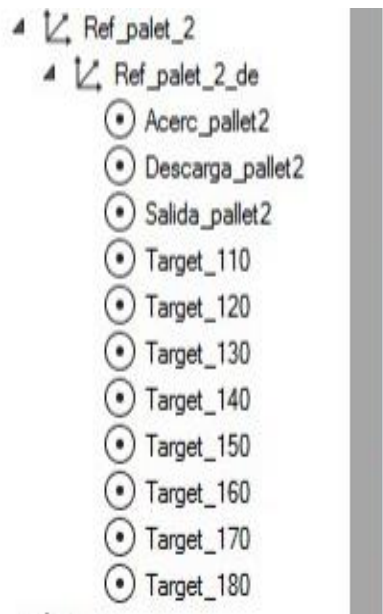 Ref_palet_2
Ref_palet_2_de
Acerc_pallet2
Descarga_pallet2
Salida_pallet2
Target_110
Target_120
Target_130
Target_140
Target_150
Target_160
Target_170
Target_180